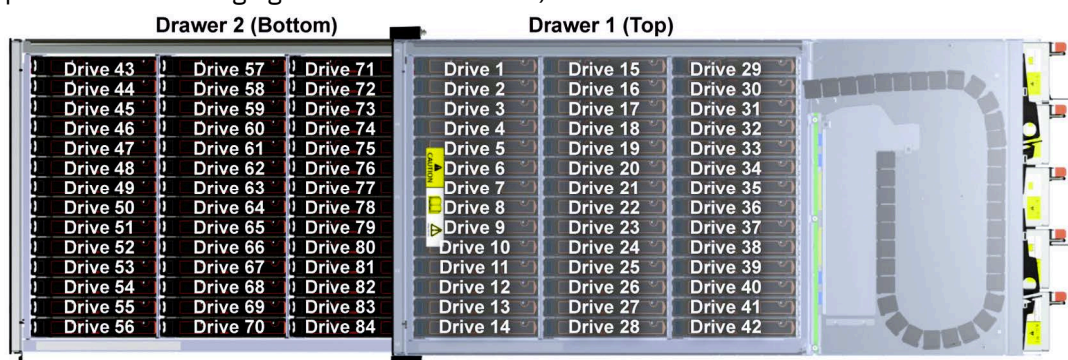 Drawer 2 (Bottom) Drawer 1 (Top)
Drive 43 Drive 57 Drive 71 Drive 1 Drive 15 Drive 29
Drive 44 Drive 58 Drive 72 Drive 2 Drive 16 Drive 30
Drive 45 Drive 59 Drive 73 Drive 3 Drive 17 Drive 31
Drive 46 Drive 60 Drive 74 Drive 4 Drive 18 Drive 32
Drive 47 Drive 61 Drive 75 Drive 5 Drive 19 Drive 33
Drive 48 Drive 62 Drive 76 Drive 6 Drive 20 Drive 34
Drive 49 Drive 63 Drive 77 Drive 7 Drive 21 Drive 35
Drive 50 Drive 64 Drive 78 Drive 8 Drive 22 Drive 36
Drive 51 Drive 65 Drive 79 Drive 9 Drive 23 Drive 37
Drive 52 Drive 66 Drive 80 Drive 10 Drive 24 Drive 38
Drive 53 Drive 67 Drive 81 Drive 11 Drive 25 Drive 39
Drive 54 Drive 68 Drive 82 Drive 12 Drive 26 Drive 40
Drive 55 Drive 69 Drive 83 Drive 13 Drive 27 Drive 41
Drive 56 Drive 70 Drive 84 Drive 14 Drive 28 Drive 42
CAUTION